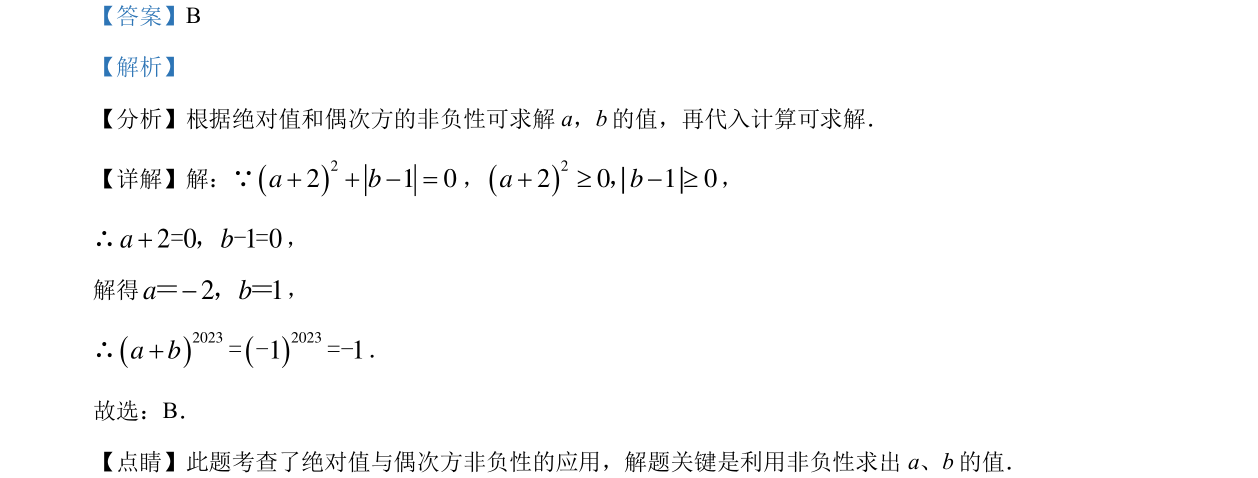 【答案】B
【解析】
【分析】根据绝对值和偶次方的非负性可求解 a，b 的值，再代入计算可求解．
【详解】解：∵(a+2)²+|b−1|=0，(a+2)²≥0,|b−1|≥0，
∴a+2=0，b-1=0，
解得a=−2，b=1，
∴(a+b)²⁰²³=(-1)²⁰²³=-1．
故选：B．
【点睛】此题考查了绝对值与偶次方非负性的应用，解题关键是利用非负性求出 a、b 的值．